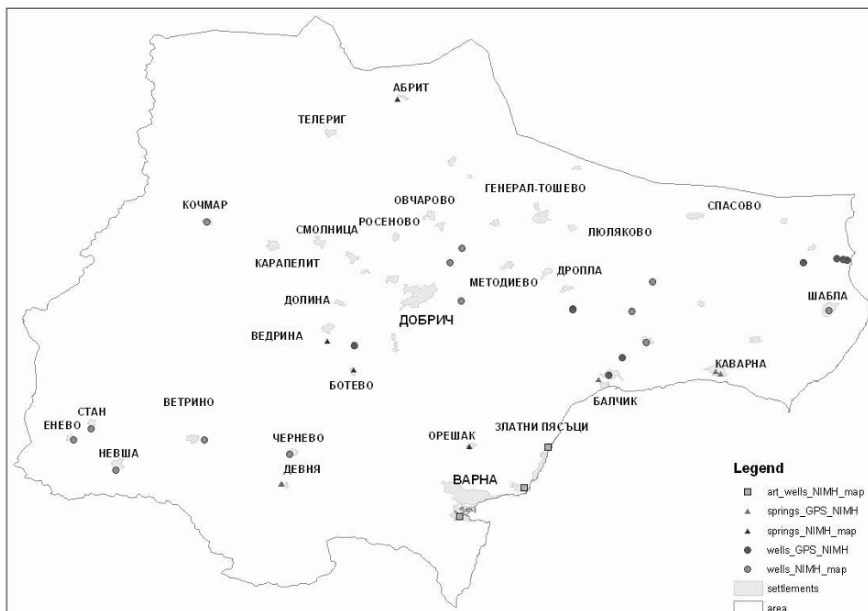 АБРИТ
ТЕЛЕРИГ
ГЕНЕРАЛ-ТОШЕВО
ОВЧАРОВО
КОЧМАР
СПАСОВО
РОСЕНОВО
СМОЛНИЦА
ЛЮЛЯКОВО
КАРАПЕЛИТ
ДРОПЛА
МЕТОДИЕВО
ШАБЛА
ДОЛИНА
ДОБРИЧ
ВЕДРИНА
КАВАРНА
БОТЕВО
БАЛЧИК
ВЕТРИНО
СТАН
ЕНЕВО
ЗЛАТНИ ПЯСЪЦИ
ОРЕШАК
ЧЕРНЕВО
НЕВША
ДЕВНЯ
ВАРНА
Legend
art_wells_NIMH_map
springs_GPS_NIMH
springs_NIMH_map
wells_GPS_NIMH
wells_NIMH_map
settlements
area